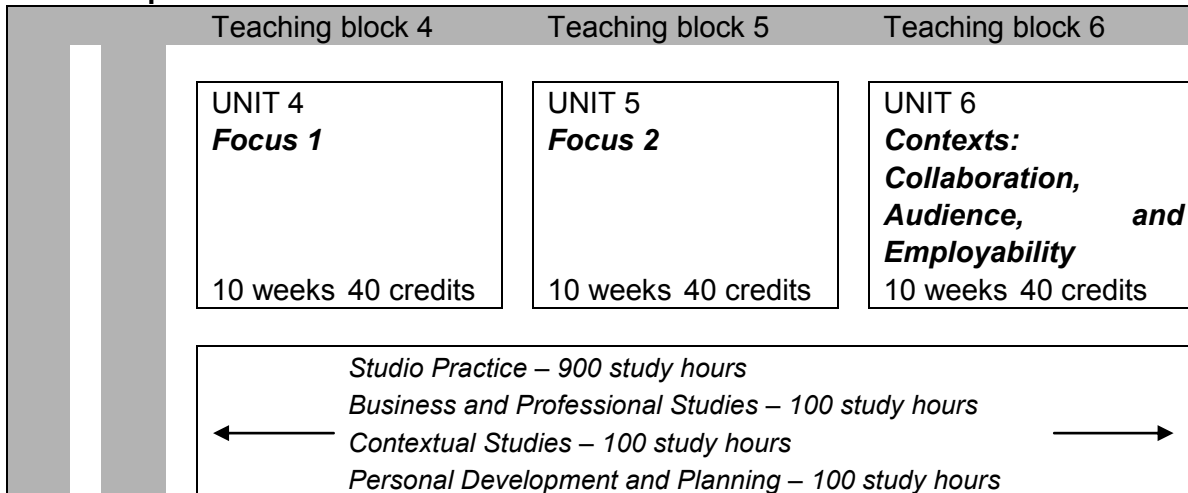 Teaching block 4 Teaching block 5 Teaching block 6
UNIT 4
Focus 1
10 weeks 40 credits
UNIT 5
Focus 2
10 weeks 40 credits
UNIT 6
Contexts:
Collaboration,
Audience, and
Employability
10 weeks 40 credits
Studio Practice – 900 study hours
Business and Professional Studies – 100 study hours
Contextual Studies – 100 study hours
Personal Development and Planning – 100 study hours